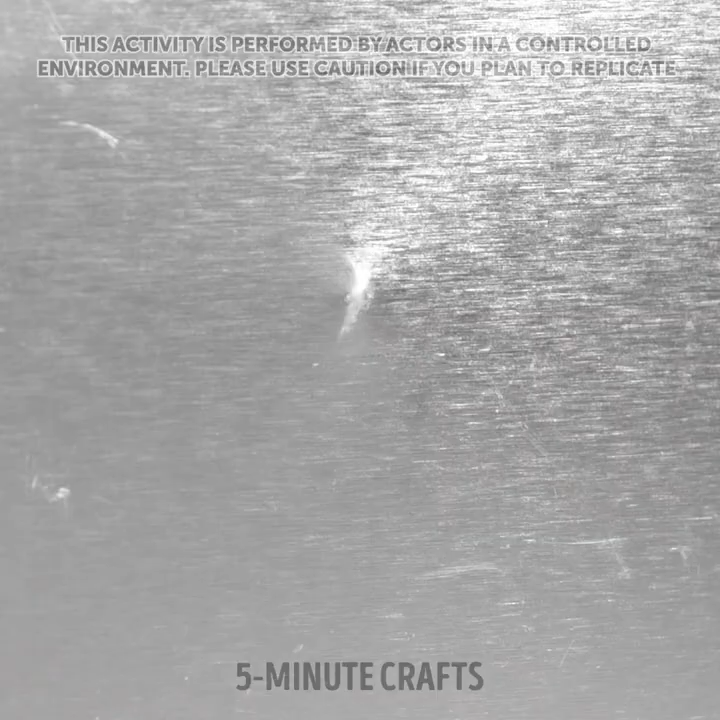 THIS ACTIVITY IS PERFORMED BY ACTORS IN A CONTROLLED
ENVIRONMENT. PLEASE USE CAUTION IF YOU PLAN TO REPLICATE
5-MINUTE CRAFTS